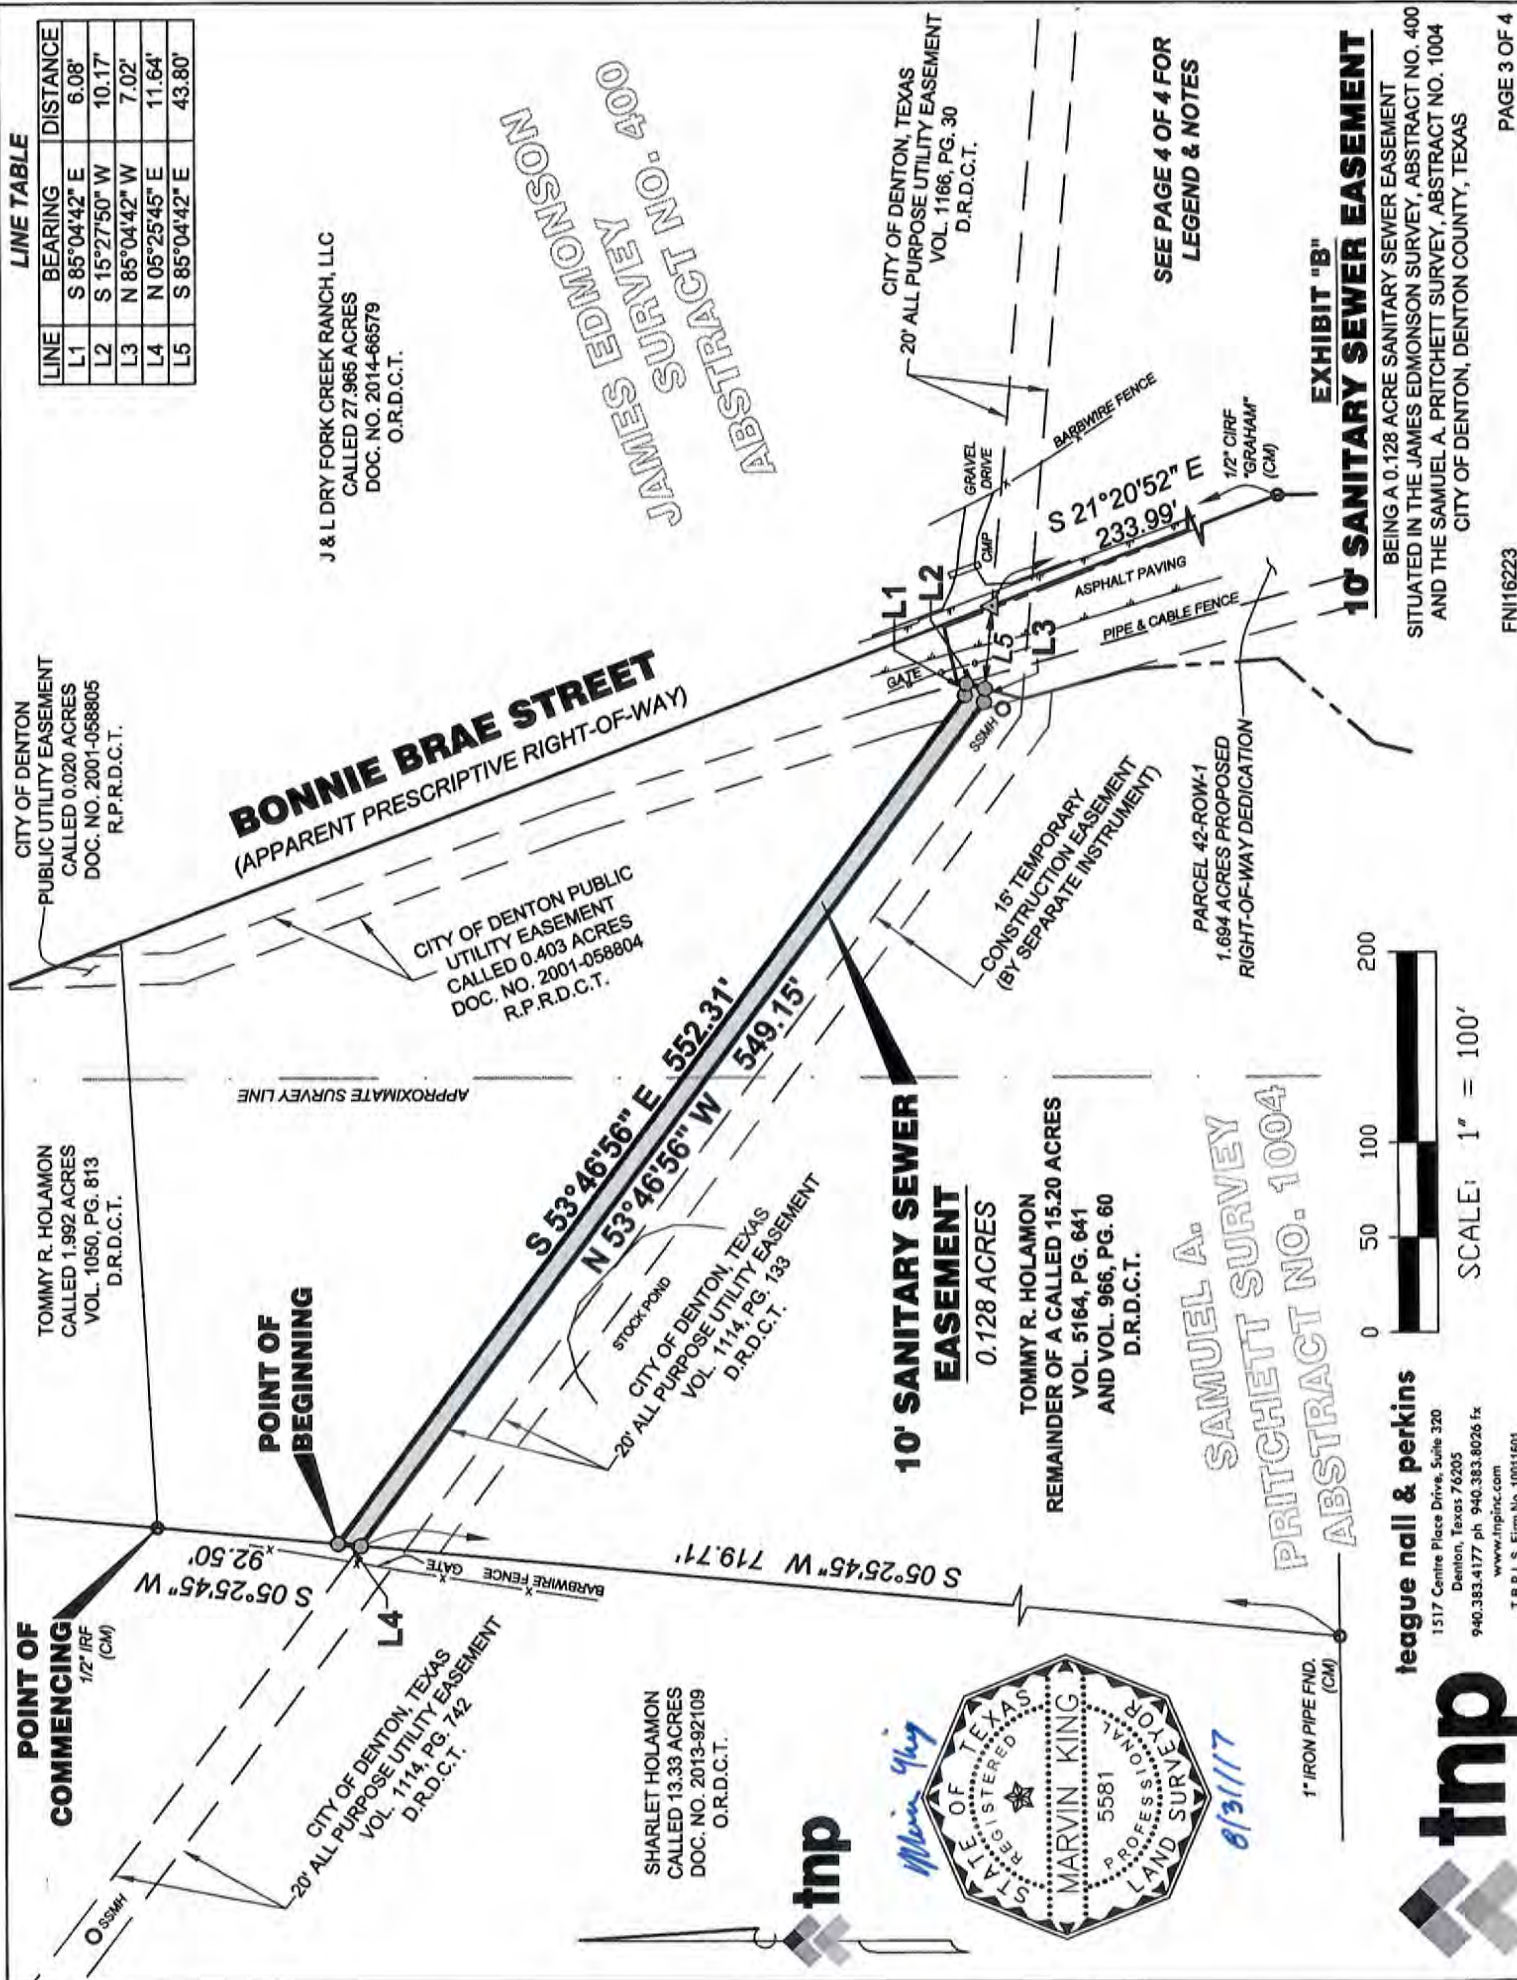 LINE TABLE
LINE BEARING DISTANCE
L1 S 85°04'42" E 6.08'
L2 S 15°27'50" W 10.17'
L3 N 85°04'42" W 7.02'
L4 N 05°25'45" E 11.64'
L5 S 85°04'42" E 43.80'
CITY OF DENTON
PUBLIC UTILITY EASEMENT
CALLED 0.020 ACRES
DOC. NO. 2001-058805
R.P.R.D.C.T.
TOMMY R. HOLAMON
CALLED 1.992 ACRES
VOL. 1050, PG. 813
D.R.D.C.T.
POINT OF
COMMENCING
1/2" IRF
(CM)
S 05°25'45" W
92.50'
POINT OF
BEGINNING
APPROXIMATE SURVEY LINE
BONNIE BRAE STREET
(APPARENT PRESCRIPTIVE RIGHT-OF-WAY)
J & L DRY FORK CREEK RANCH, LLC
CALLED 27.965 ACRES
DOC. NO. 2014-66579
O.R.D.C.T.
JAMES EDMONSON
SURVEY
ABSTRACT NO. 400
CITY OF DENTON PUBLIC
UTILITY EASEMENT
CALLED 0.403 ACRES
DOC. NO. 2001-058804
R.P.R.D.C.T.
SSMH
CITY OF DENTON, TEXAS
20' ALL PURPOSE UTILITY EASEMENT
VOL. 1114, PG. 742
D.R.D.C.T.
L4
GATE
BARBWIRE FENCE
S 53°46'56" E 552.31'
N 53°46'56" W 549.15'
STOCK POND
CITY OF DENTON, TEXAS
20' ALL PURPOSE UTILITY EASEMENT
VOL. 1114, PG. 133
D.R.D.C.T.
S 05°25'45" W 719.71'
L1
L2
L5
L3
GATE
SSMH
GRAVEL
DRIVE
CMP
BARBWIRE FENCE
S 21°20'52" E
233.99'
ASPHALT PAVING
PIPE & CABLE FENCE
1/2" CIRF
"GRAHAM"
(CM)
CITY OF DENTON, TEXAS
20' ALL PURPOSE UTILITY EASEMENT
VOL. 1166, PG. 30
D.R.D.C.T.
15' TEMPORARY
CONSTRUCTION EASEMENT
(BY SEPARATE INSTRUMENT)
PARCEL 42-ROW-1
1.694 ACRES PROPOSED
RIGHT-OF-WAY DEDICATION
SEE PAGE 4 OF 4 FOR
LEGEND & NOTES
10' SANITARY SEWER
EASEMENT
0.128 ACRES
TOMMY R. HOLAMON
REMAINDER OF A CALLED 15.20 ACRES
VOL. 5164, PG. 641
AND VOL. 966, PG. 60
D.R.D.C.T.
SAMUEL A.
PRITCHETT SURVEY
ABSTRACT NO. 1004
SHARLET HOLAMON
CALLED 13.33 ACRES
DOC. NO. 2013-92109
O.R.D.C.T.
tnp
STATE OF TEXAS
REGISTERED
MARVIN KING
5581
PROFESSIONAL
LAND SURVEYOR
8/31/17
1" IRON PIPE FND.
(CM)
0 50 100 200
SCALE: 1" = 100'
tnp
teague nall & perkins
1517 Centre Place Drive, Suite 320
Denton, Texas 76205
940.383.4177 ph 940.383.8026 fx
www.tnpinc.com
T.B.P.L.S. Firm No. 10011601
EXHIBIT "B"
10' SANITARY SEWER EASEMENT
BEING A 0.128 ACRE SANITARY SEWER EASEMENT
SITUATED IN THE JAMES EDMONSON SURVEY, ABSTRACT NO. 400
AND THE SAMUEL A. PRITCHETT SURVEY, ABSTRACT NO. 1004
CITY OF DENTON, DENTON COUNTY, TEXAS
FNI16223
PAGE 3 OF 4